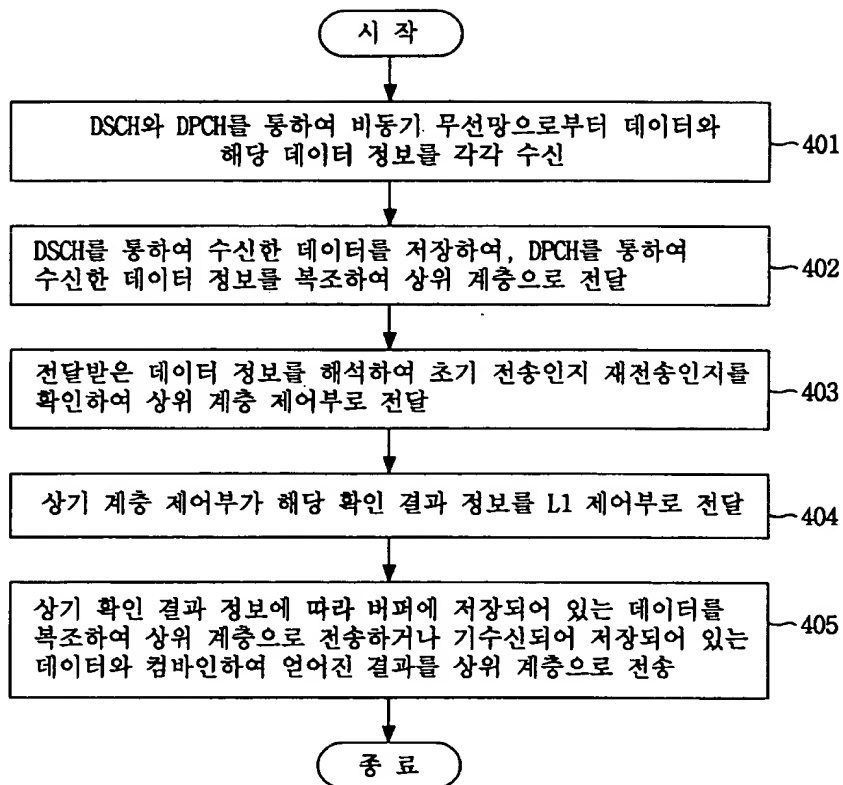 시 작
DSCH와 DPCH를 통하여 비동기 무선망으로부터 데이터와
해당 데이터 정보를 각각 수신
401
DSCH를 통하여 수신한 데이터를 저장하여, DPCH를 통하여
수신한 데이터 정보를 복조하여 상위 계층으로 전달
402
전달받은 데이터 정보를 해석하여 초기 전송인지 재전송인지를
확인하여 상위 계층 제어부로 전달
403
상기 계층 제어부가 해당 확인 결과 정보를 L1 제어부로 전달
404
상기 확인 결과 정보에 따라 버퍼에 저장되어 있는 데이터를
복조하여 상위 계층으로 전송하거나 기수신되어 저장되어 있는
데이터와 컴바인하여 얻어진 결과를 상위 계층으로 전송
405
종 료